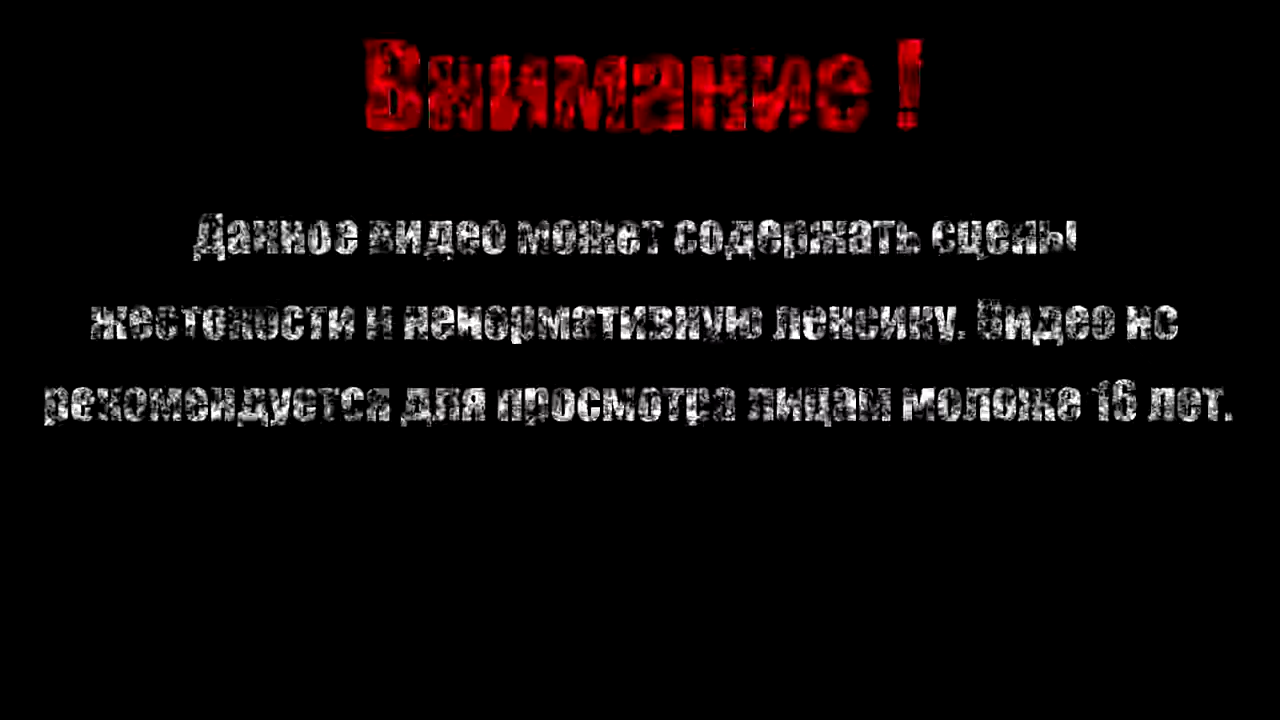 Внимание !
Данное видео может содержать сцены
жестокости и ненормативную лексику. Видео не
рекомендуется для просмотра лицам моложе 16 лет.